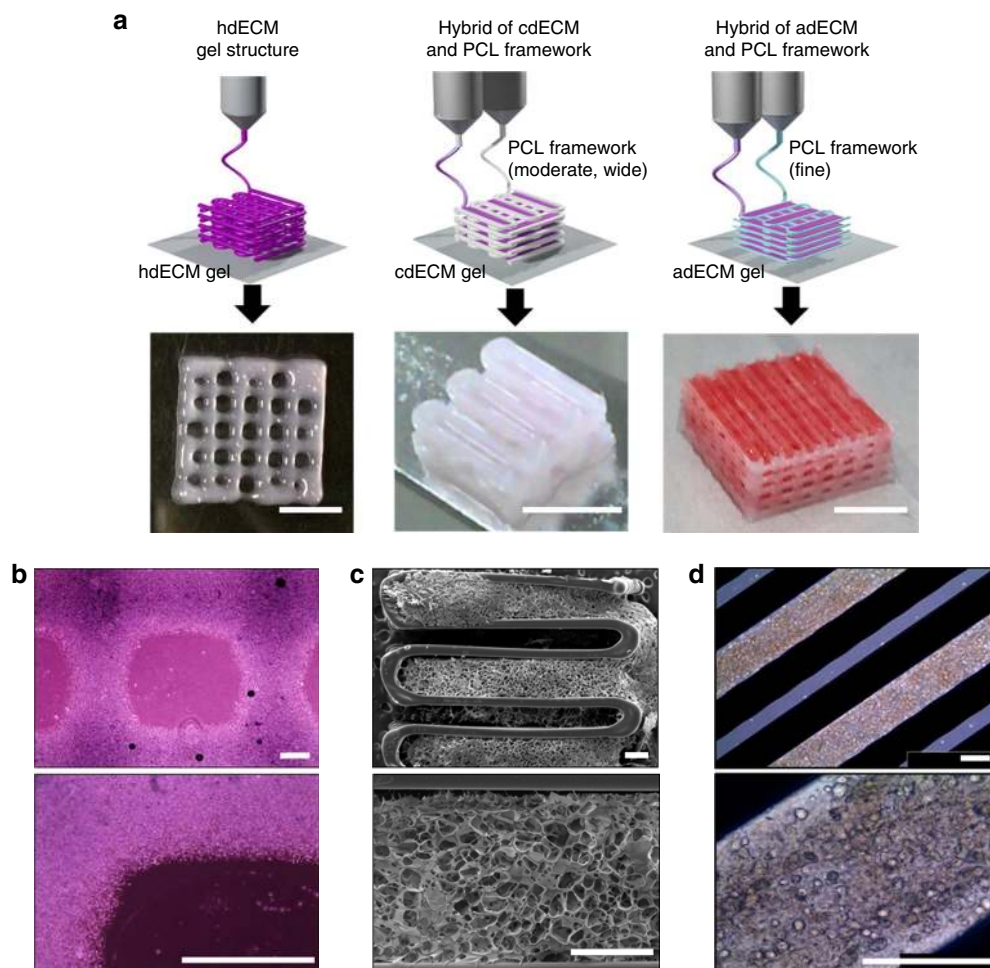 a
hdECM
gel structure
Hybrid of cdECM
and PCL framework
Hybrid of adECM
and PCL framework
PCL framework
(moderate, wide)
PCL framework
(fine)
hdECM gel
cdECM gel
adECM gel
b
c
d